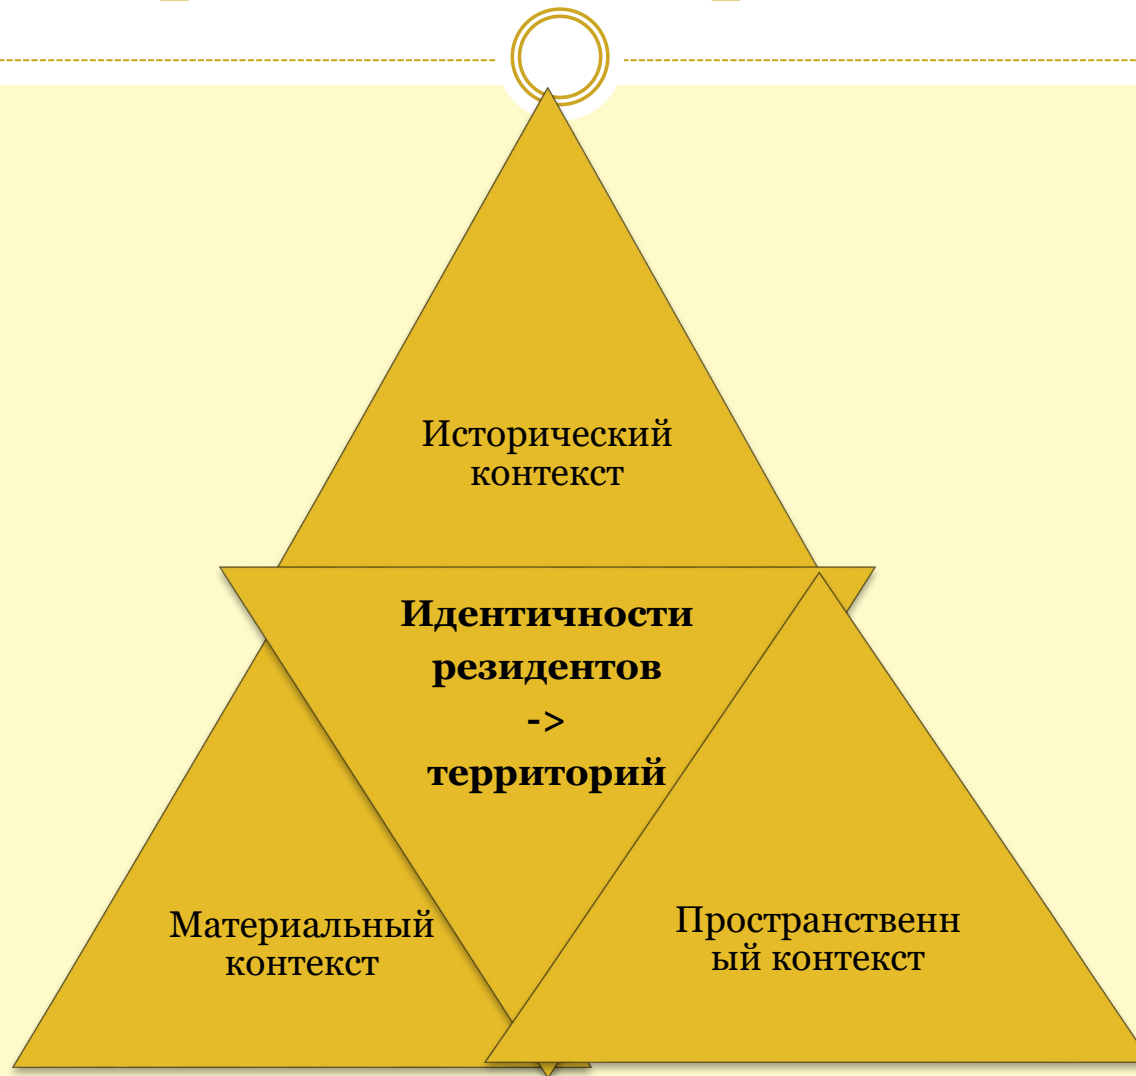 Исторический
контекст
Идентичности
резидентов
->
территорий
Материальный
контекст
Пространственн
ый контекст